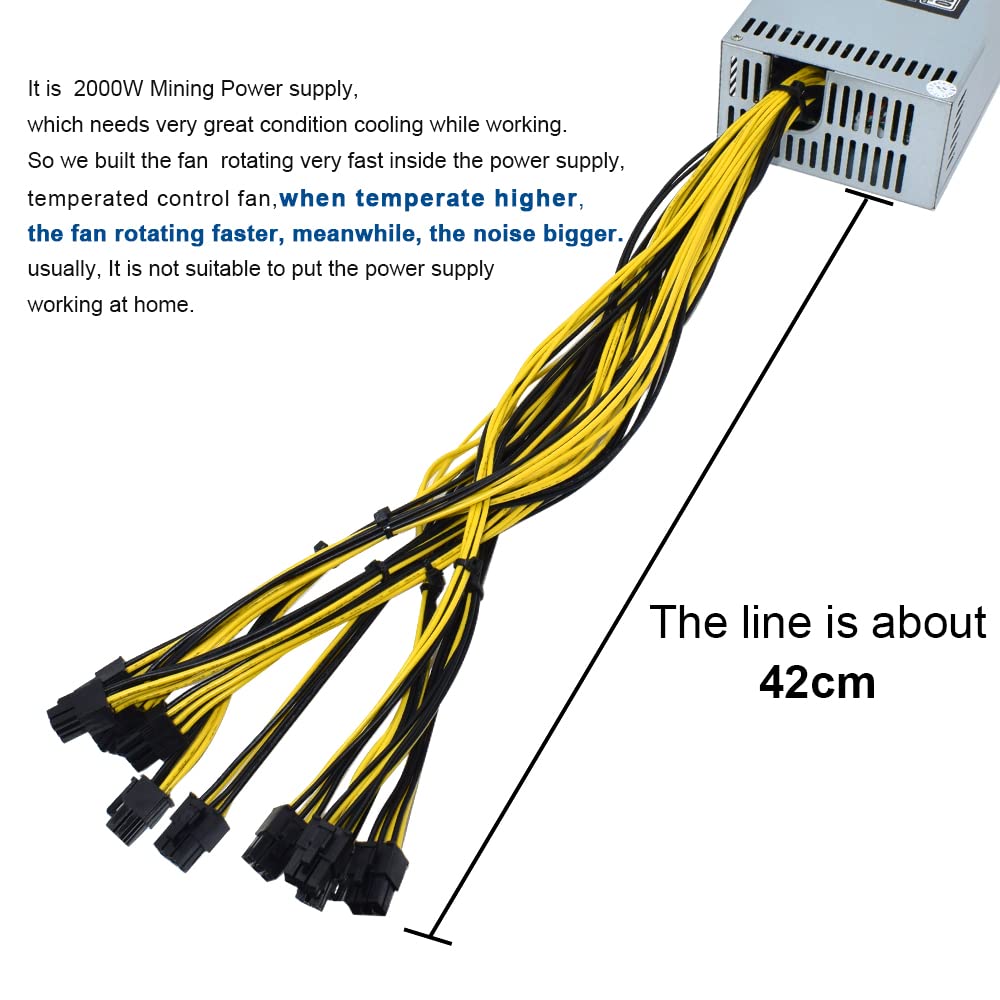 It is 2000W Mining Power supply,
which needs very great condition cooling while working.
So we built the fan rotating very fast inside the power supply,
temperated control fan,when temperate higher,
the fan rotating faster, meanwhile, the noise bigger.
usually, It is not suitable to put the power supply
working at home.
The line is about
42cm